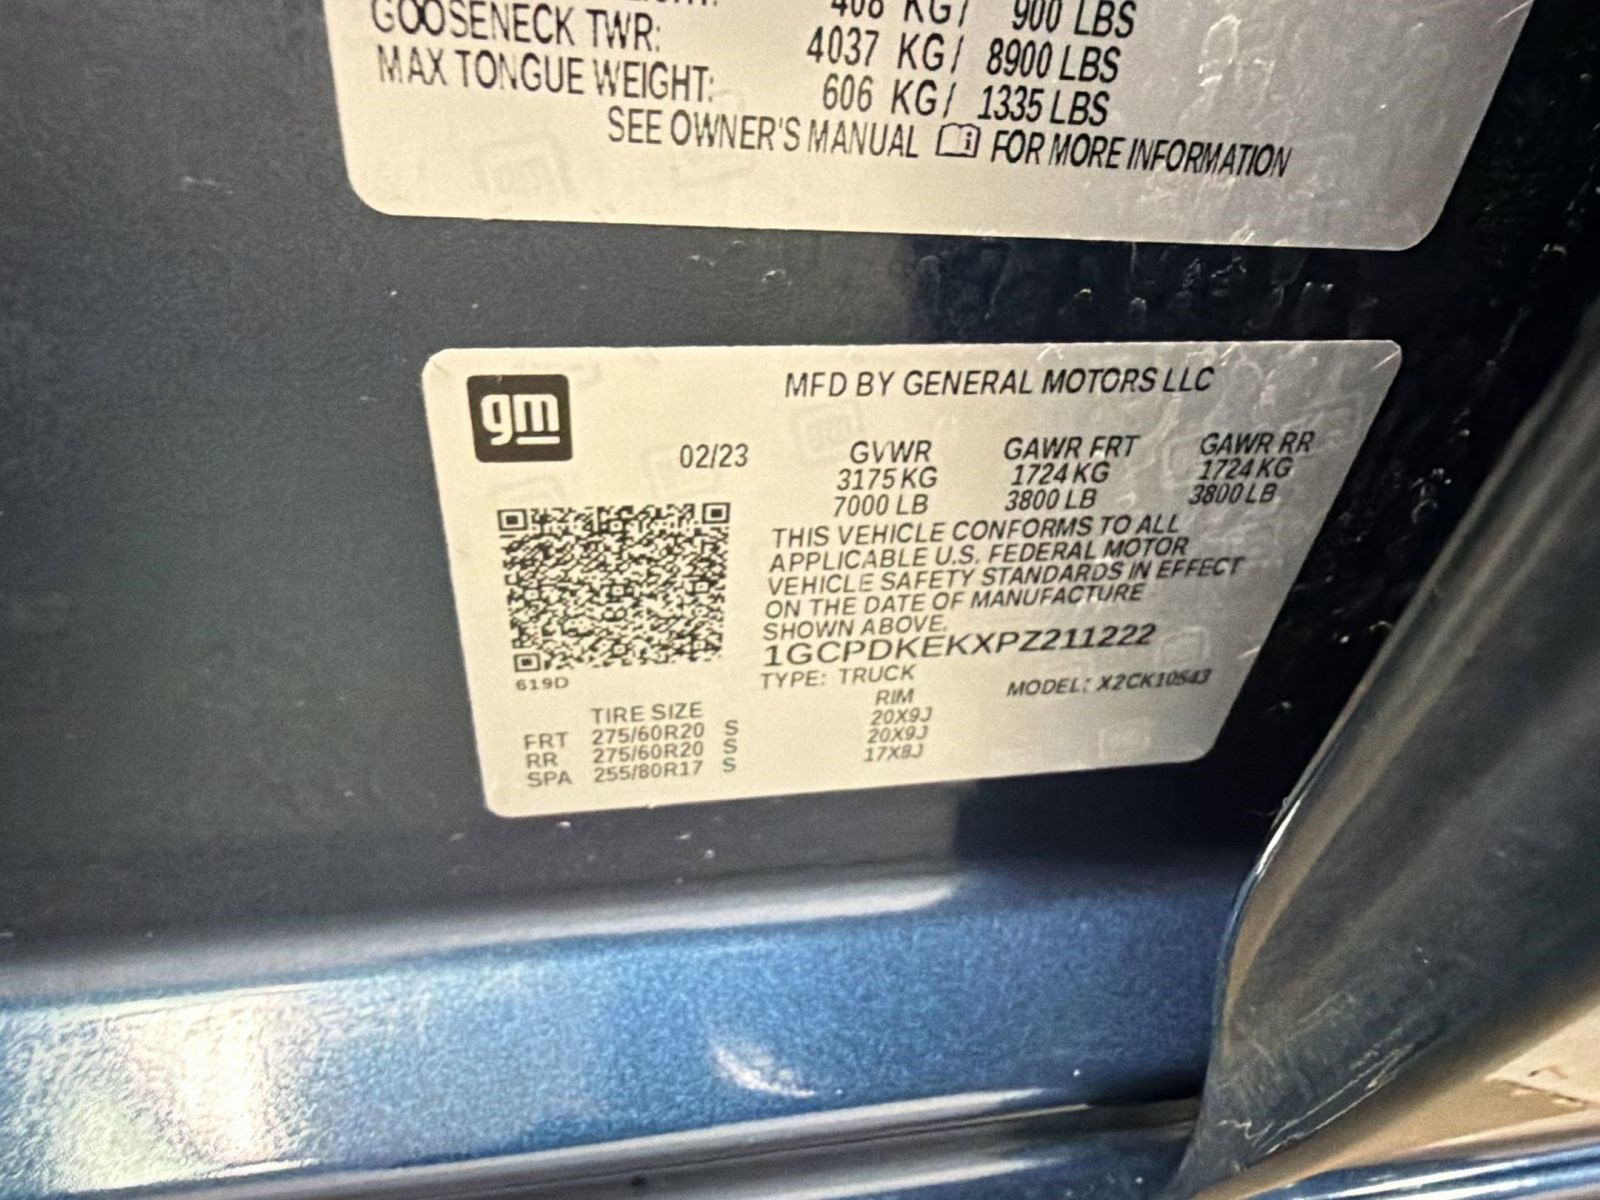 408 KG/ 900 LBS
GOOSENECK TWR: 4037 KG/ 8900 LBS
MAX TONGUE WEIGHT: 606 KG/ 1335 LBS
SEE OWNER'S MANUAL FOR MORE INFORMATION
gm
MFD BY GENERAL MOTORS LLC
02/23 GVWR GAWR FRT GAWR RR
3175 KG 1724 KG 1724 KG
7000 LB 3800 LB 3800 LB
THIS VEHICLE CONFORMS TO ALL
APPLICABLE U.S. FEDERAL MOTOR
VEHICLE SAFETY STANDARDS IN EFFECT
ON THE DATE OF MANUFACTURE
SHOWN ABOVE.
1GCPDKEKXPZ211222
619D
TYPE: TRUCK MODEL: X2CK10543
TIRE SIZE RIM
FRT 275/60R20 S 20X9J
RR 275/60R20 S 20X9J
SPA 255/80R17 S 17X8J